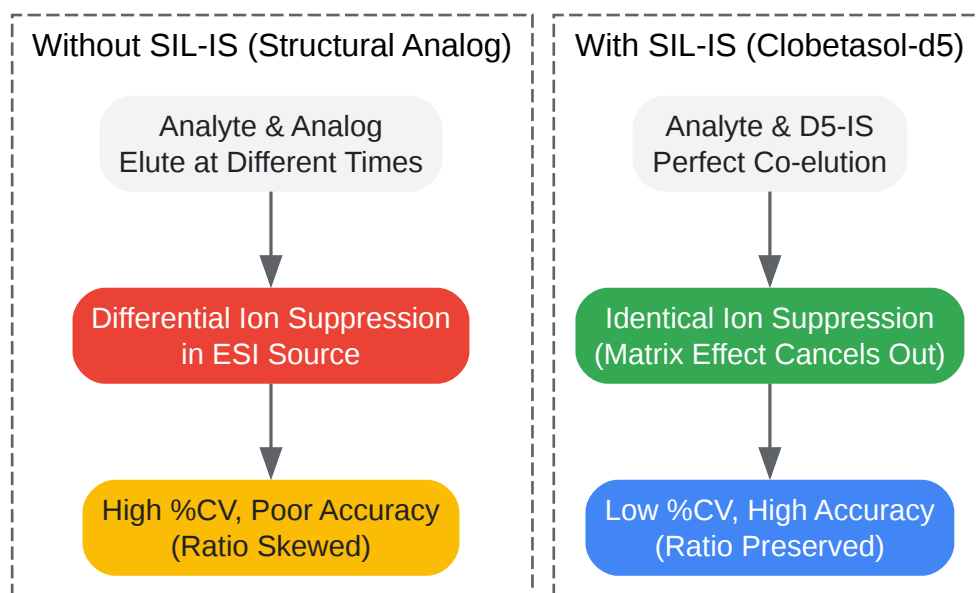 Without SIL-IS (Structural Analog)
Analyte & Analog
Elute at Different Times
Differential Ion Suppression
in ESI Source
High %CV, Poor Accuracy
(Ratio Skewed)
With SIL-IS (Clobetasol-d5)
Analyte & D5-IS
Perfect Co-elution
Identical Ion Suppression
(Matrix Effect Cancels Out)
Low %CV, High Accuracy
(Ratio Preserved)